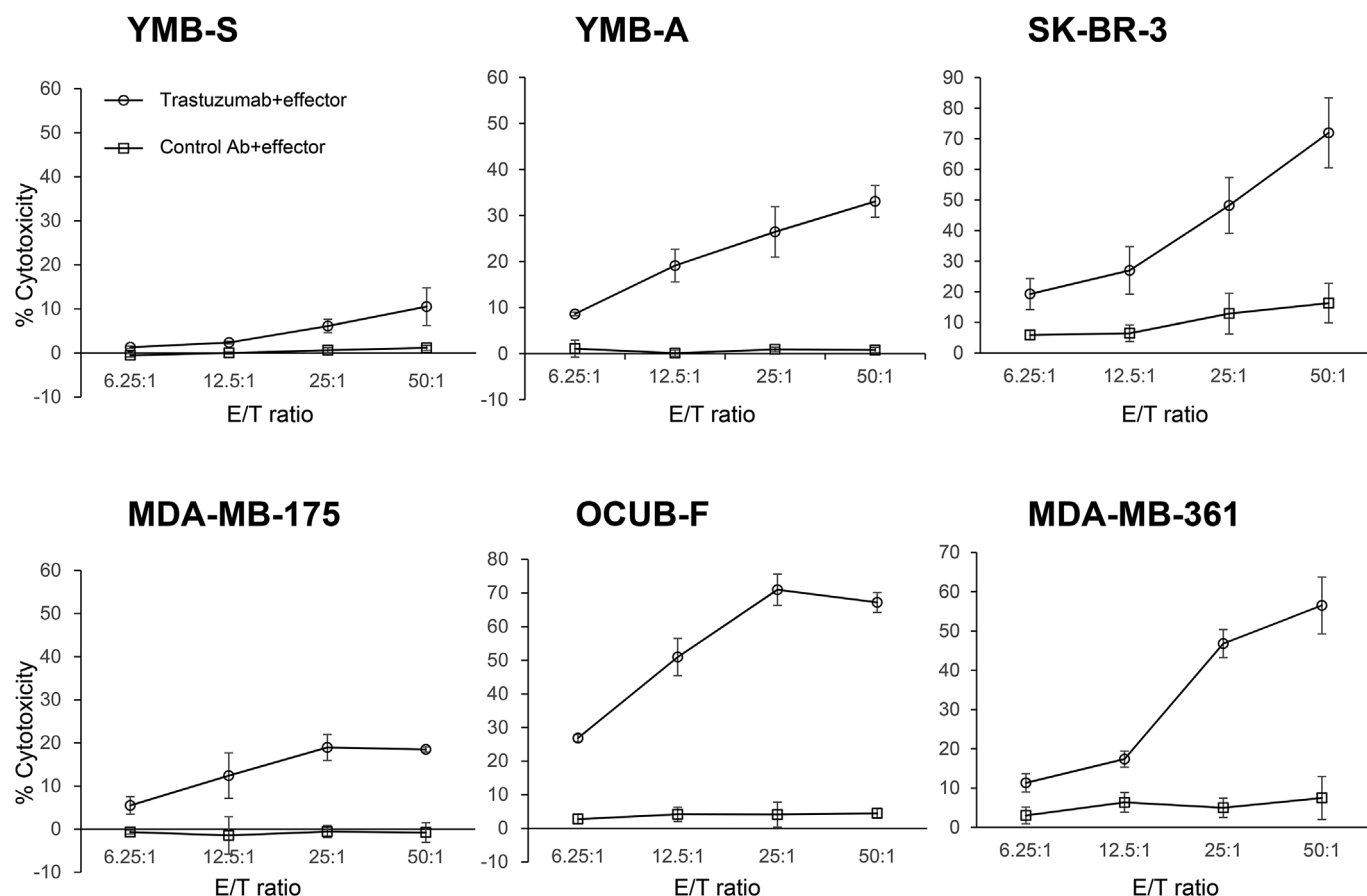 YMB-S
60
50
40
30
20
10
0
-10
% Cytotoxicity
Trastuzumab+effector
Control Ab+effector
6.25:1 12.5:1 25:1 50:1
E/T ratio
YMB-A
60
50
40
30
20
10
0
-10
6.25:1 12.5:1 25:1 50:1
E/T ratio
SK-BR-3
90
80
70
60
50
40
30
20
10
0
6.25:1 12.5:1 25:1 50:1
E/T ratio
MDA-MB-175
60
50
40
30
20
10
0
-10
% Cytotoxicity
6.25:1 12.5:1 25:1 50:1
E/T ratio
OCUB-F
80
70
60
50
40
30
20
10
0
-10
6.25:1 12.5:1 25:1 50:1
E/T ratio
MDA-MB-361
70
60
50
40
30
20
10
0
6.25:1 12.5:1 25:1 50:1
E/T ratio